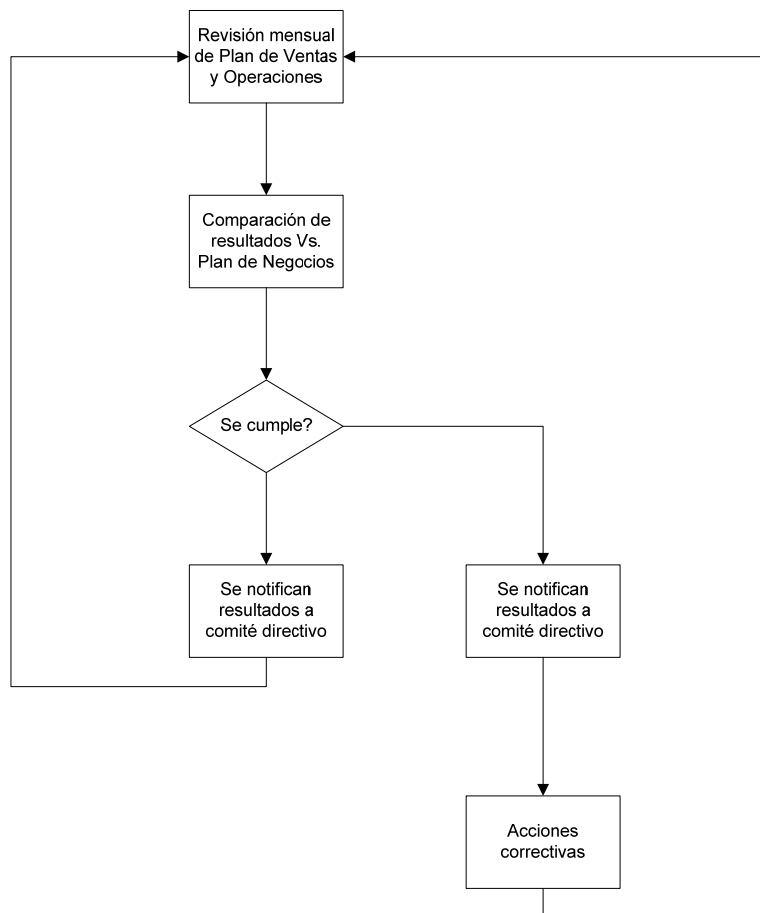 Revisión mensual
de Plan de Ventas
y Operaciones
Comparación de
resultados Vs.
Plan de Negocios
Se cumple?
Se notifican
resultados a
comité directivo
Se notifican
resultados a
comité directivo
Acciones
correctivas